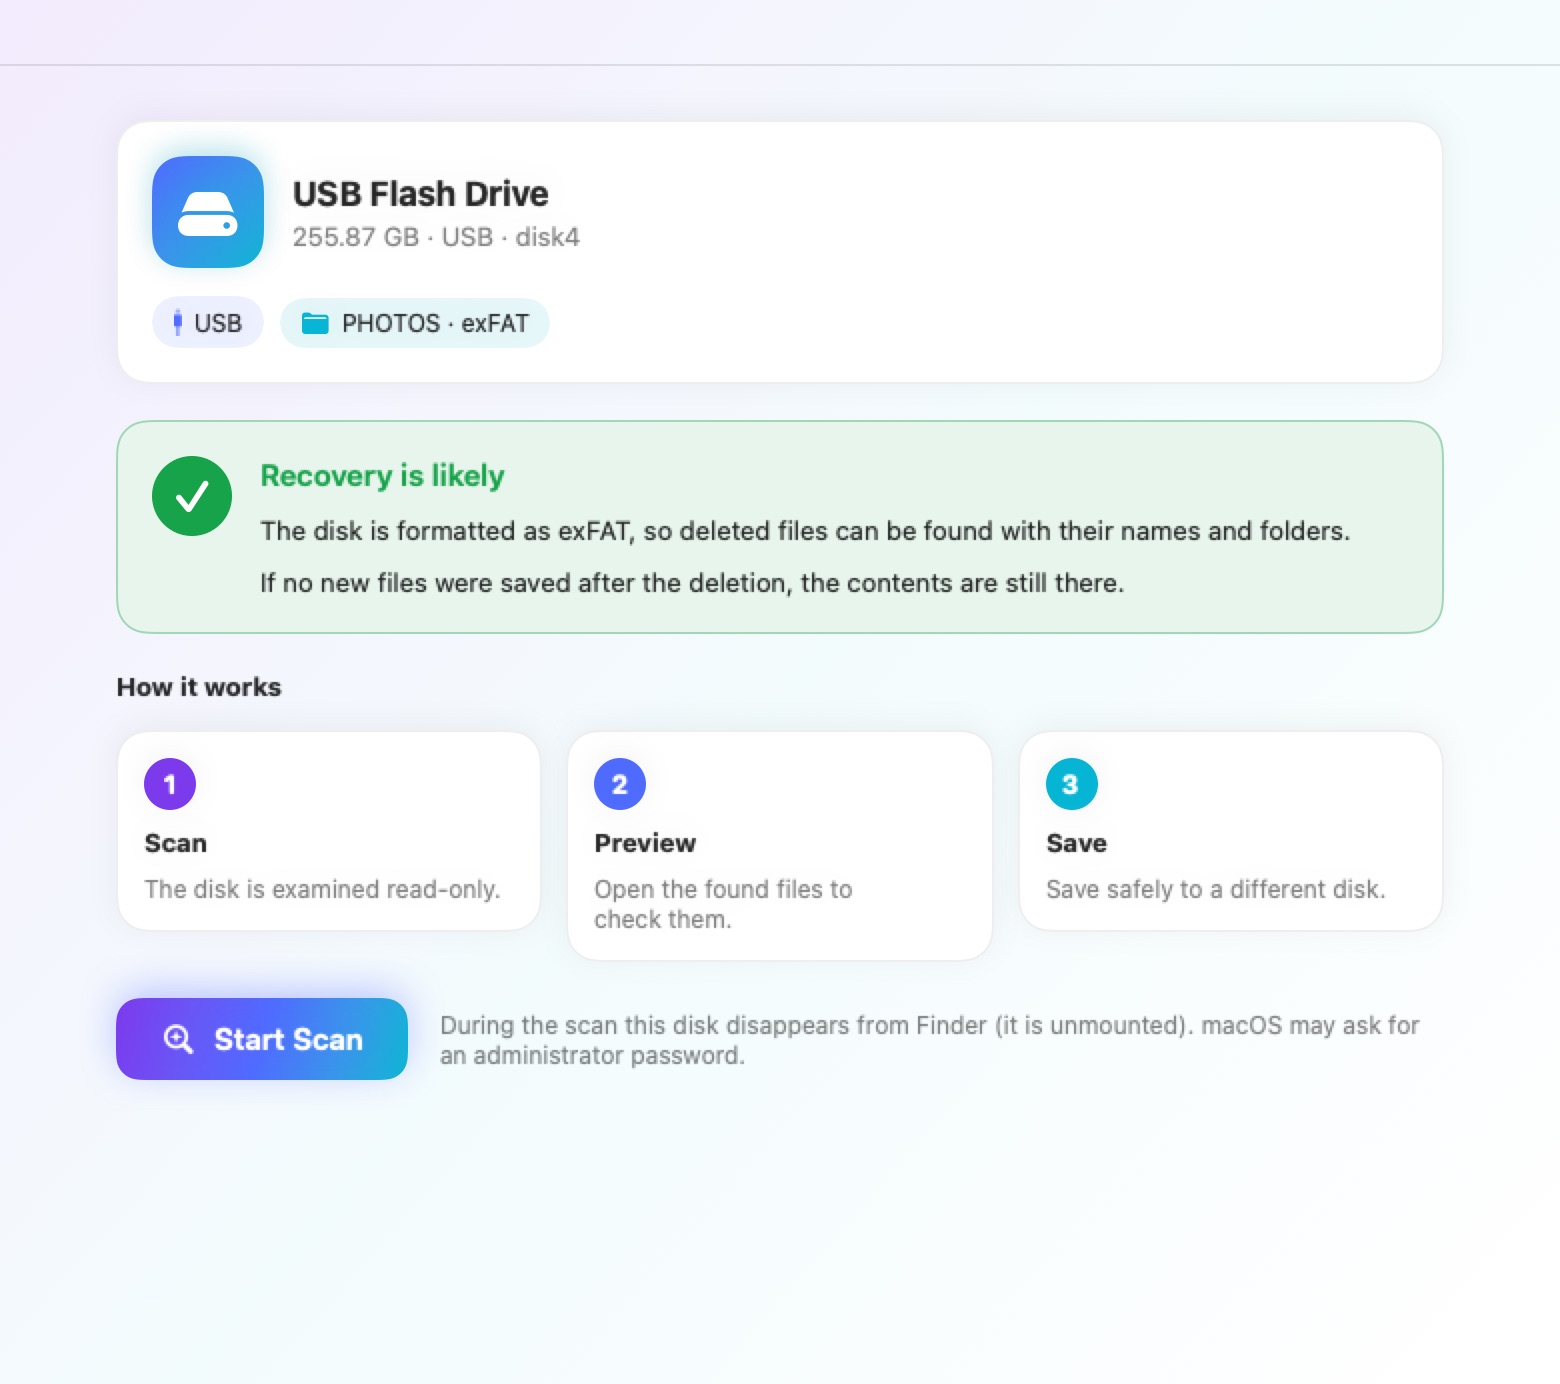 USB Flash Drive
255.87 GB · USB · disk4
USB
PHOTOS · exFAT
Recovery is likely
The disk is formatted as exFAT, so deleted files can be found with their names and folders.
If no new files were saved after the deletion, the contents are still there.
How it works
1
Scan
The disk is examined read-only.
2
Preview
Open the found files to
check them.
3
Save
Save safely to a different disk.
Start Scan
During the scan this disk disappears from Finder (it is unmounted). macOS may ask for
an administrator password.